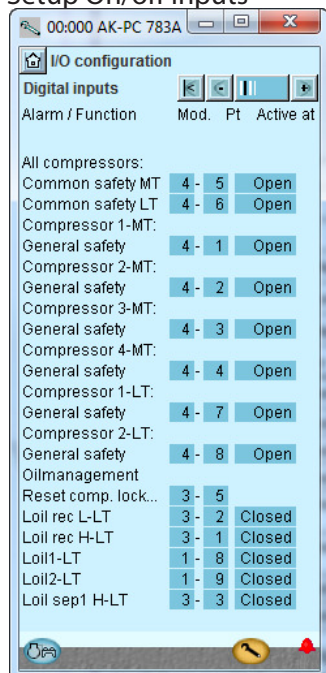 Setup On/off inputs
00:000 AK-PC 783A
I/O configuration
Digital inputs
Alarm / Function Mod. Pt Active at
All compressors:
Common safety MT 4 - 5 Open
Common safety LT 4 - 6 Open
Compressor 1-MT:
General safety 4 - 1 Open
Compressor 2-MT:
General safety 4 - 2 Open
Compressor 3-MT:
General safety 4 - 3 Open
Compressor 4-MT:
General safety 4 - 4 Open
Compressor 1-LT:
General safety 4 - 7 Open
Compressor 2-LT:
General safety 4 - 8 Open
Oilmanagement
Reset comp. lock... 3 - 5
Loil rec L-LT 3 - 2 Closed
Loil rec H-LT 3 - 1 Closed
Loil1-LT 1 - 8 Closed
Loil2-LT 1 - 9 Closed
Loil sep1 H-LT 3 - 3 Closed